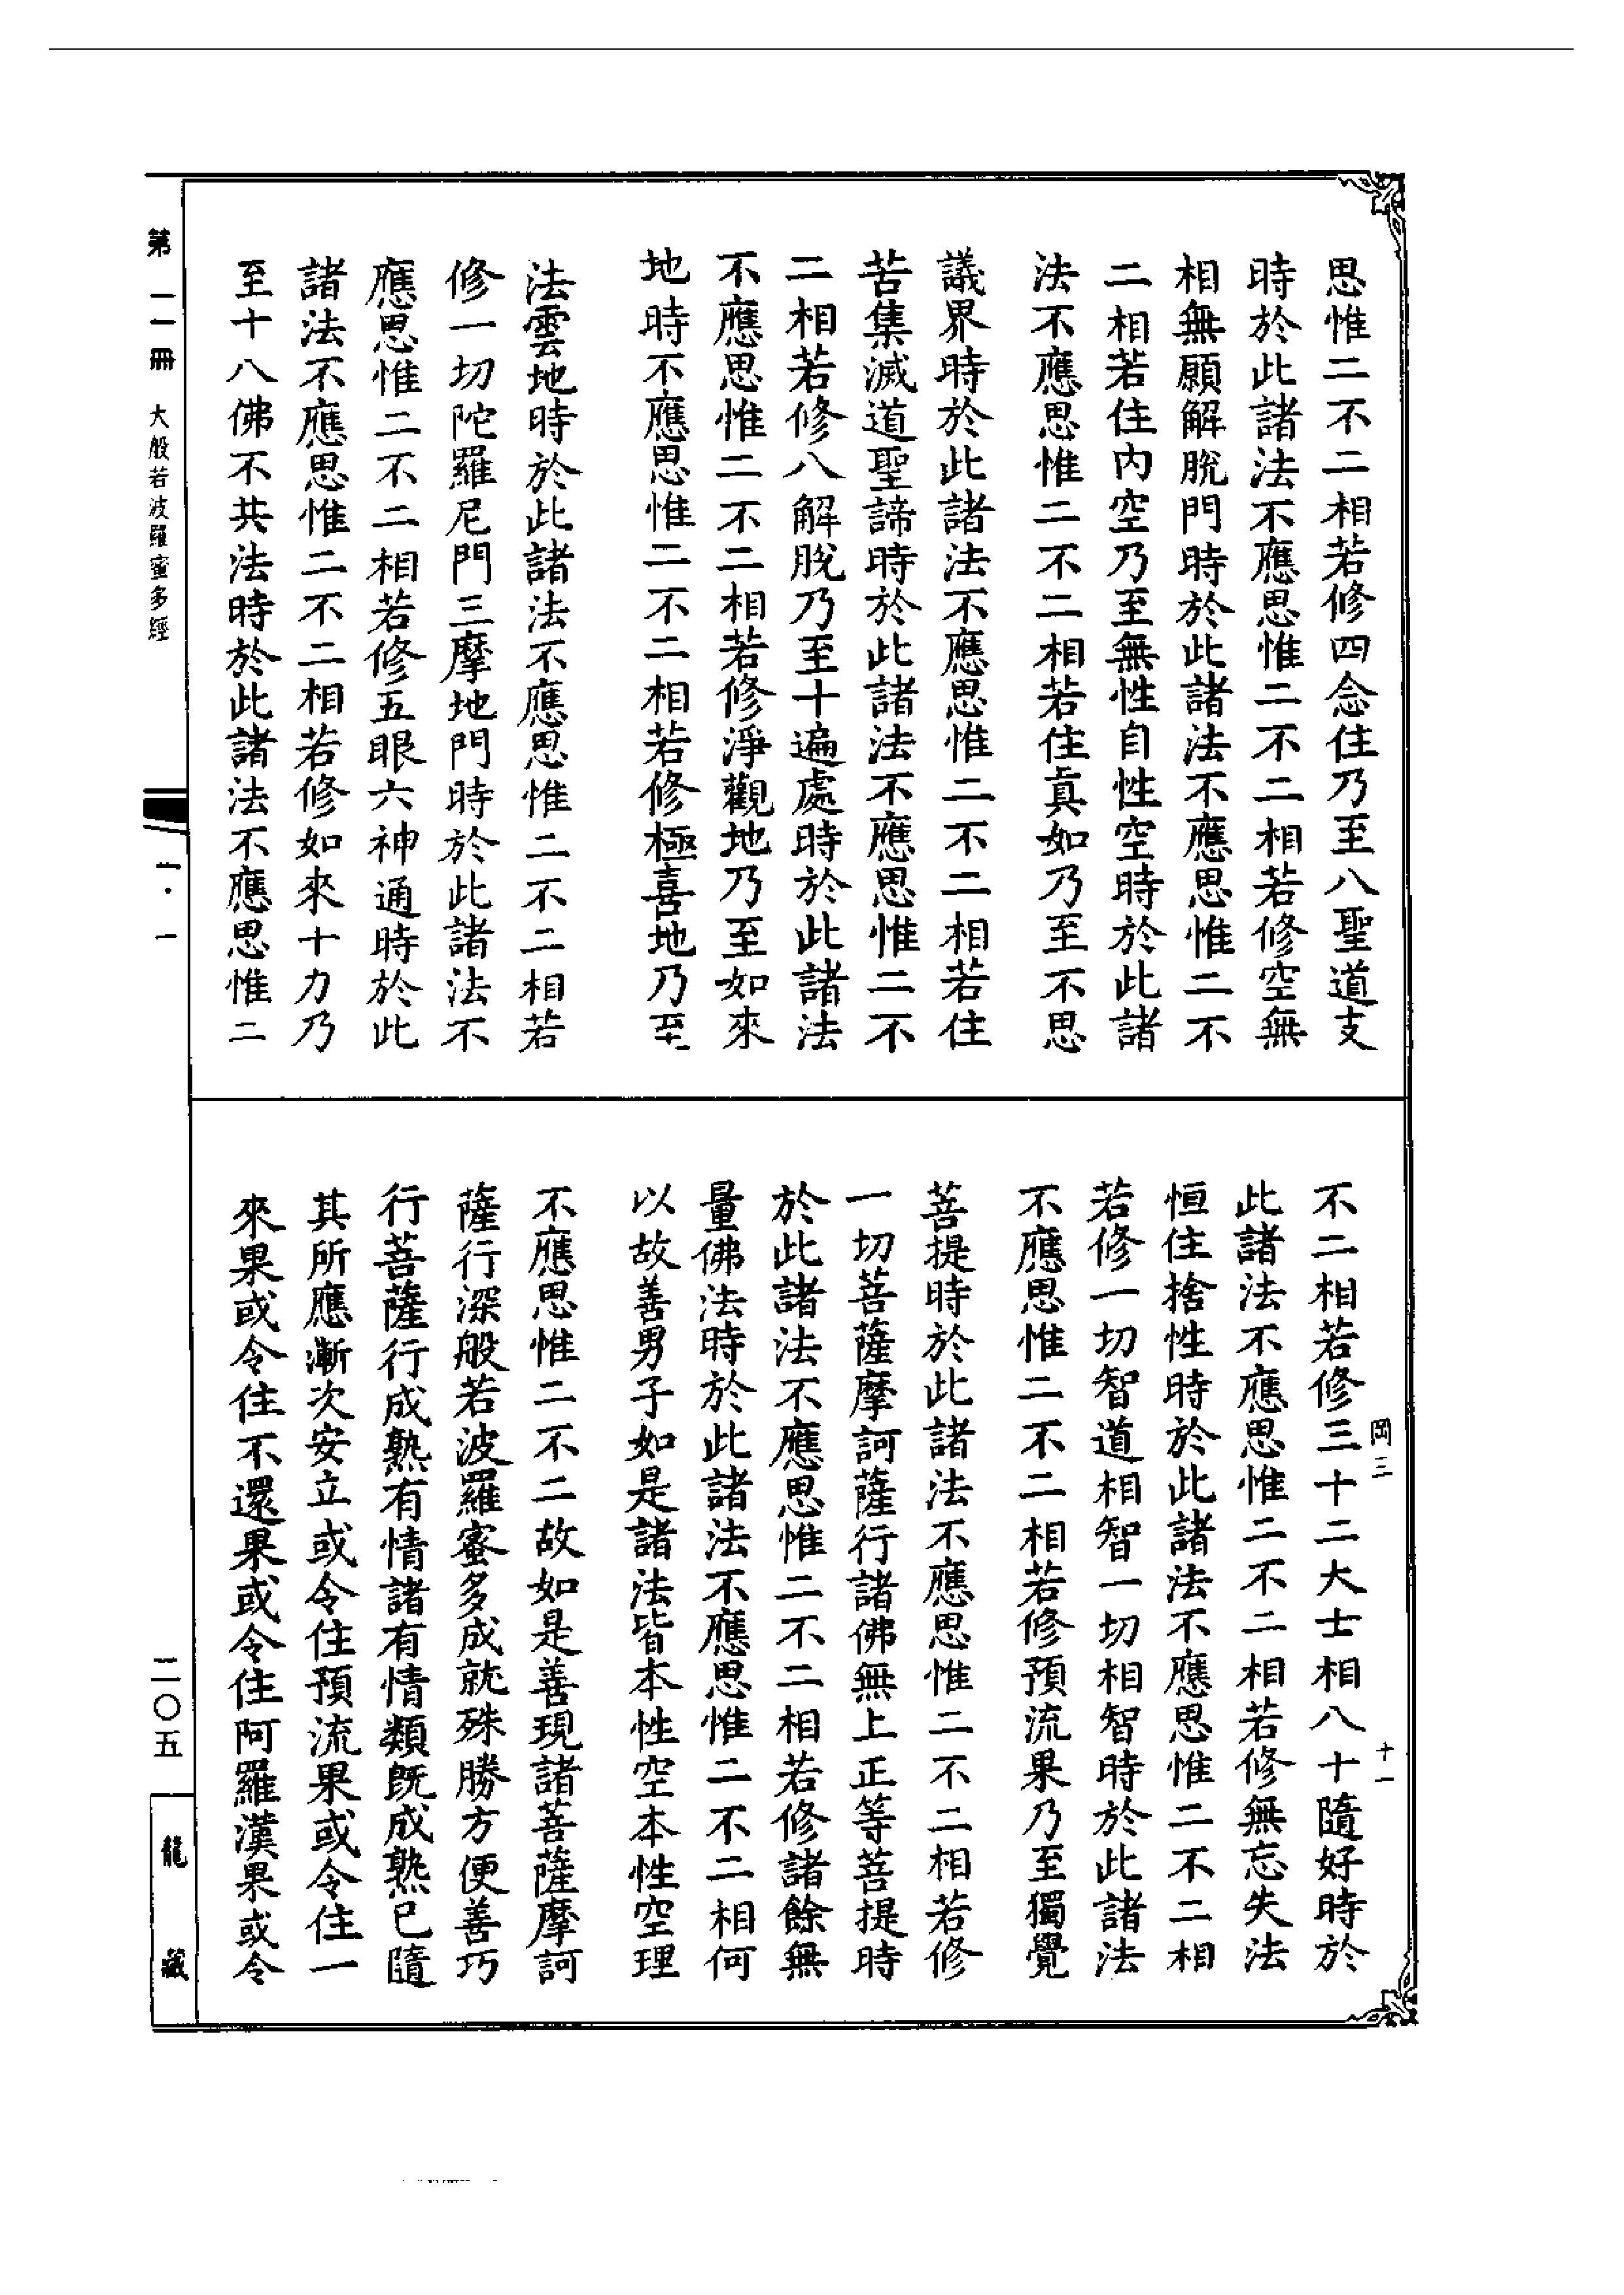 思惟二不二相若修四念住乃至八聖道支
時於此諸法不應思惟二不二相若修空無
相無願解脫門時於此諸法不應思惟二不
二相若住內空乃至無性自性空時於此諸
法不應思惟二不二相若住真如乃至不思
議界時於此諸法不應思惟二不二相若住
苦集滅道聖諦時於此諸法不應思惟二不
二相若修八解脫乃至十遍處時於此諸法
不應思惟二不二相若修淨觀地乃至如來
地時不應思惟二不二相若修極喜地乃至
法雲地時於此諸法不應思惟二不二相若
修一切陀羅尼門三摩地門時於此諸法不
應思惟二不二相若修五眼六神通時於此
諸法不應思惟二不二相若修如來十力乃
至十八佛不共法時於此諸法不應思惟二
岡三 十一
不二相若修三十二大士相八十隨好時於
此諸法不應思惟二不二相若修無忘失法
恒住捨性時於此諸法不應思惟二不二相
若修一切智道相智一切相智時於此諸法
不應思惟二不二相若修預流果乃至獨覺
菩提時於此諸法不應思惟二不二相若修
一切菩薩摩訶薩行諸佛無上正等菩提時
於此諸法不應思惟二不二相若修諸餘無
量佛法時於此諸法不應思惟二不二相何
以故善男子如是諸法皆本性空本性空理
不應思惟二不二故如是善現諸菩薩摩訶
薩行深般若波羅蜜多成就殊勝方便善巧
行菩薩行成熟有情諸有情類既成熟已隨
其所應漸次安立或令住預流果或令住一
來果或令住不還果或令住阿羅漢果或令
第一一冊 大般若波羅蜜多經
二〇五
龍藏